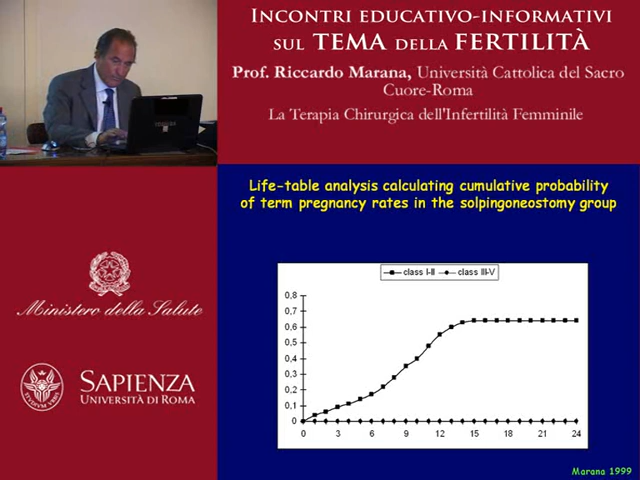 INCONTRI EDUCATIVO-INFORMATIVI
SUL TEMA DELLA FERTILITÀ
Prof. Riccardo Marana, Università Cattolica del Sacro
Cuore-Roma
La Terapia Chirurgica dell'Infertilità Femminile
Life-table analysis calculating cumulative probability
of term pregnancy rates in the solpingoneostomy group
class I-II class III-V
0,8
0,7
0,6
0,5
0,4
0,3
0,2
0,1
0
0 3 6 9 12 15 18 21 24
Marana 1999
Ministero della Salute
SAPIENZA
UNIVERSITÀ DI ROMA